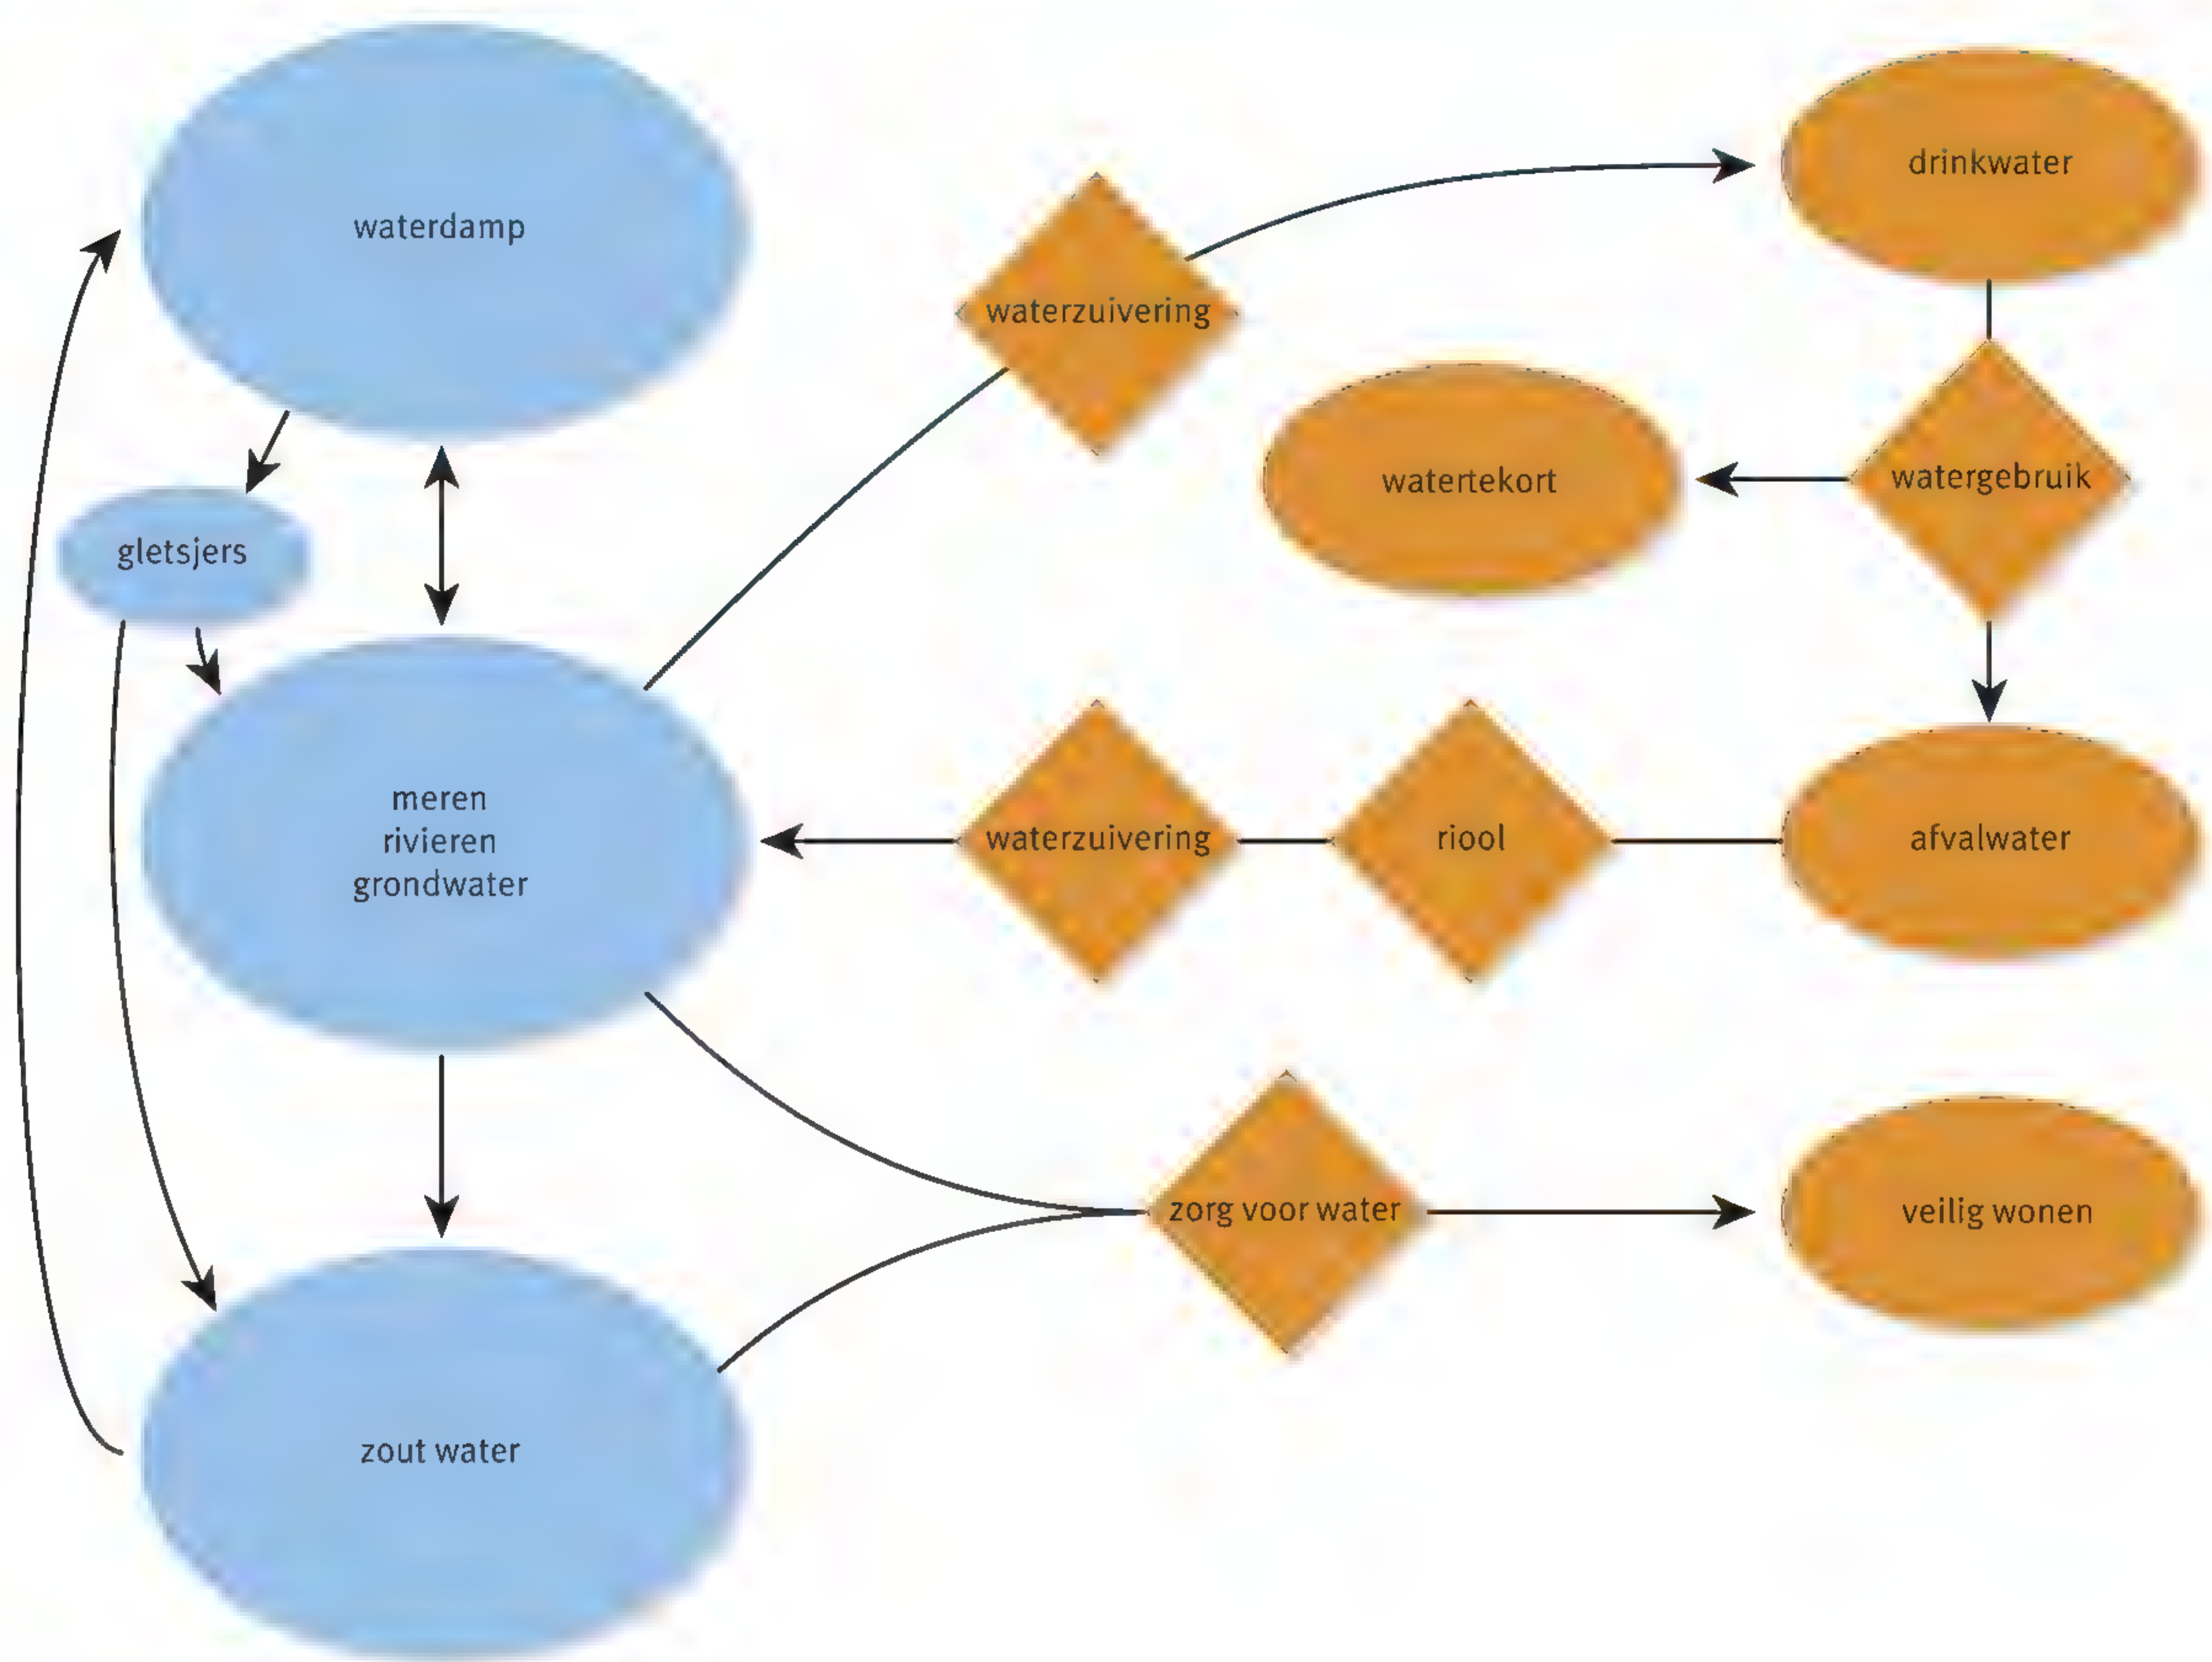 waterdamp
drinkwater
waterzuivering
watertekort
watergebruik
gletsjers
meren
rivieren
grondwater
waterzuivering
riool
afvalwater
zorg voor water
veilig wonen
zout water